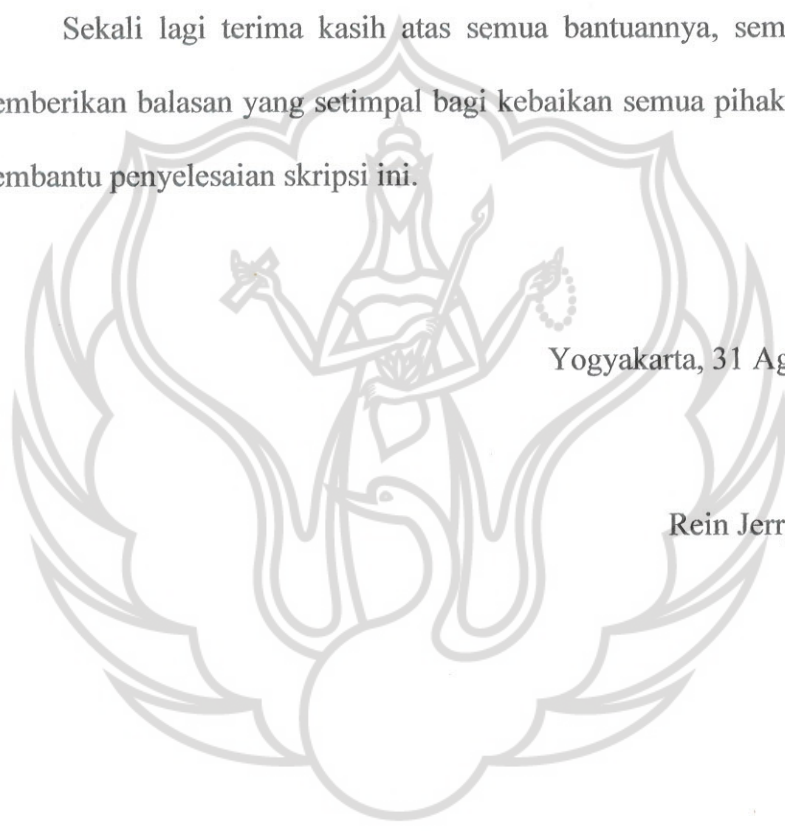 Sekali lagi terima kasih atas semua bantuannya, sem
emberikan balasan yang setimpal bagi kebaikan semua pihak
embantu penyelesaian skripsi ini.
Yogyakarta, 31 Ag
Rein Jerr